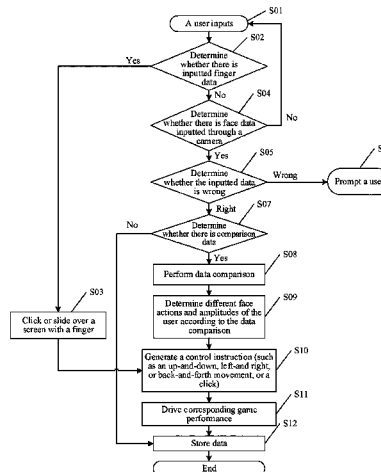 S01
A user inputs
S02
Yes
Determine
whether there is
inputted finger
data
No
S04
Determine
whether there is face data
inputted through a
camera
No
Yes
S05
Determine
whether the inputted data
is wrong
Wrong
S
Prompt a use
Right
S07
Determine
whether there is comparison
data
No
Yes
S08
Perform data comparison
S03
Click or slide over a
screen with a finger
S09
Determine different face
actions and amplitudes of the
user according to the data
comparison
S10
Generate a control instruction (such
as an up-and-down, left-and right,
or back-and-forth movement, or a
click)
S11
Drive corresponding game
performance
S12
Store data
End